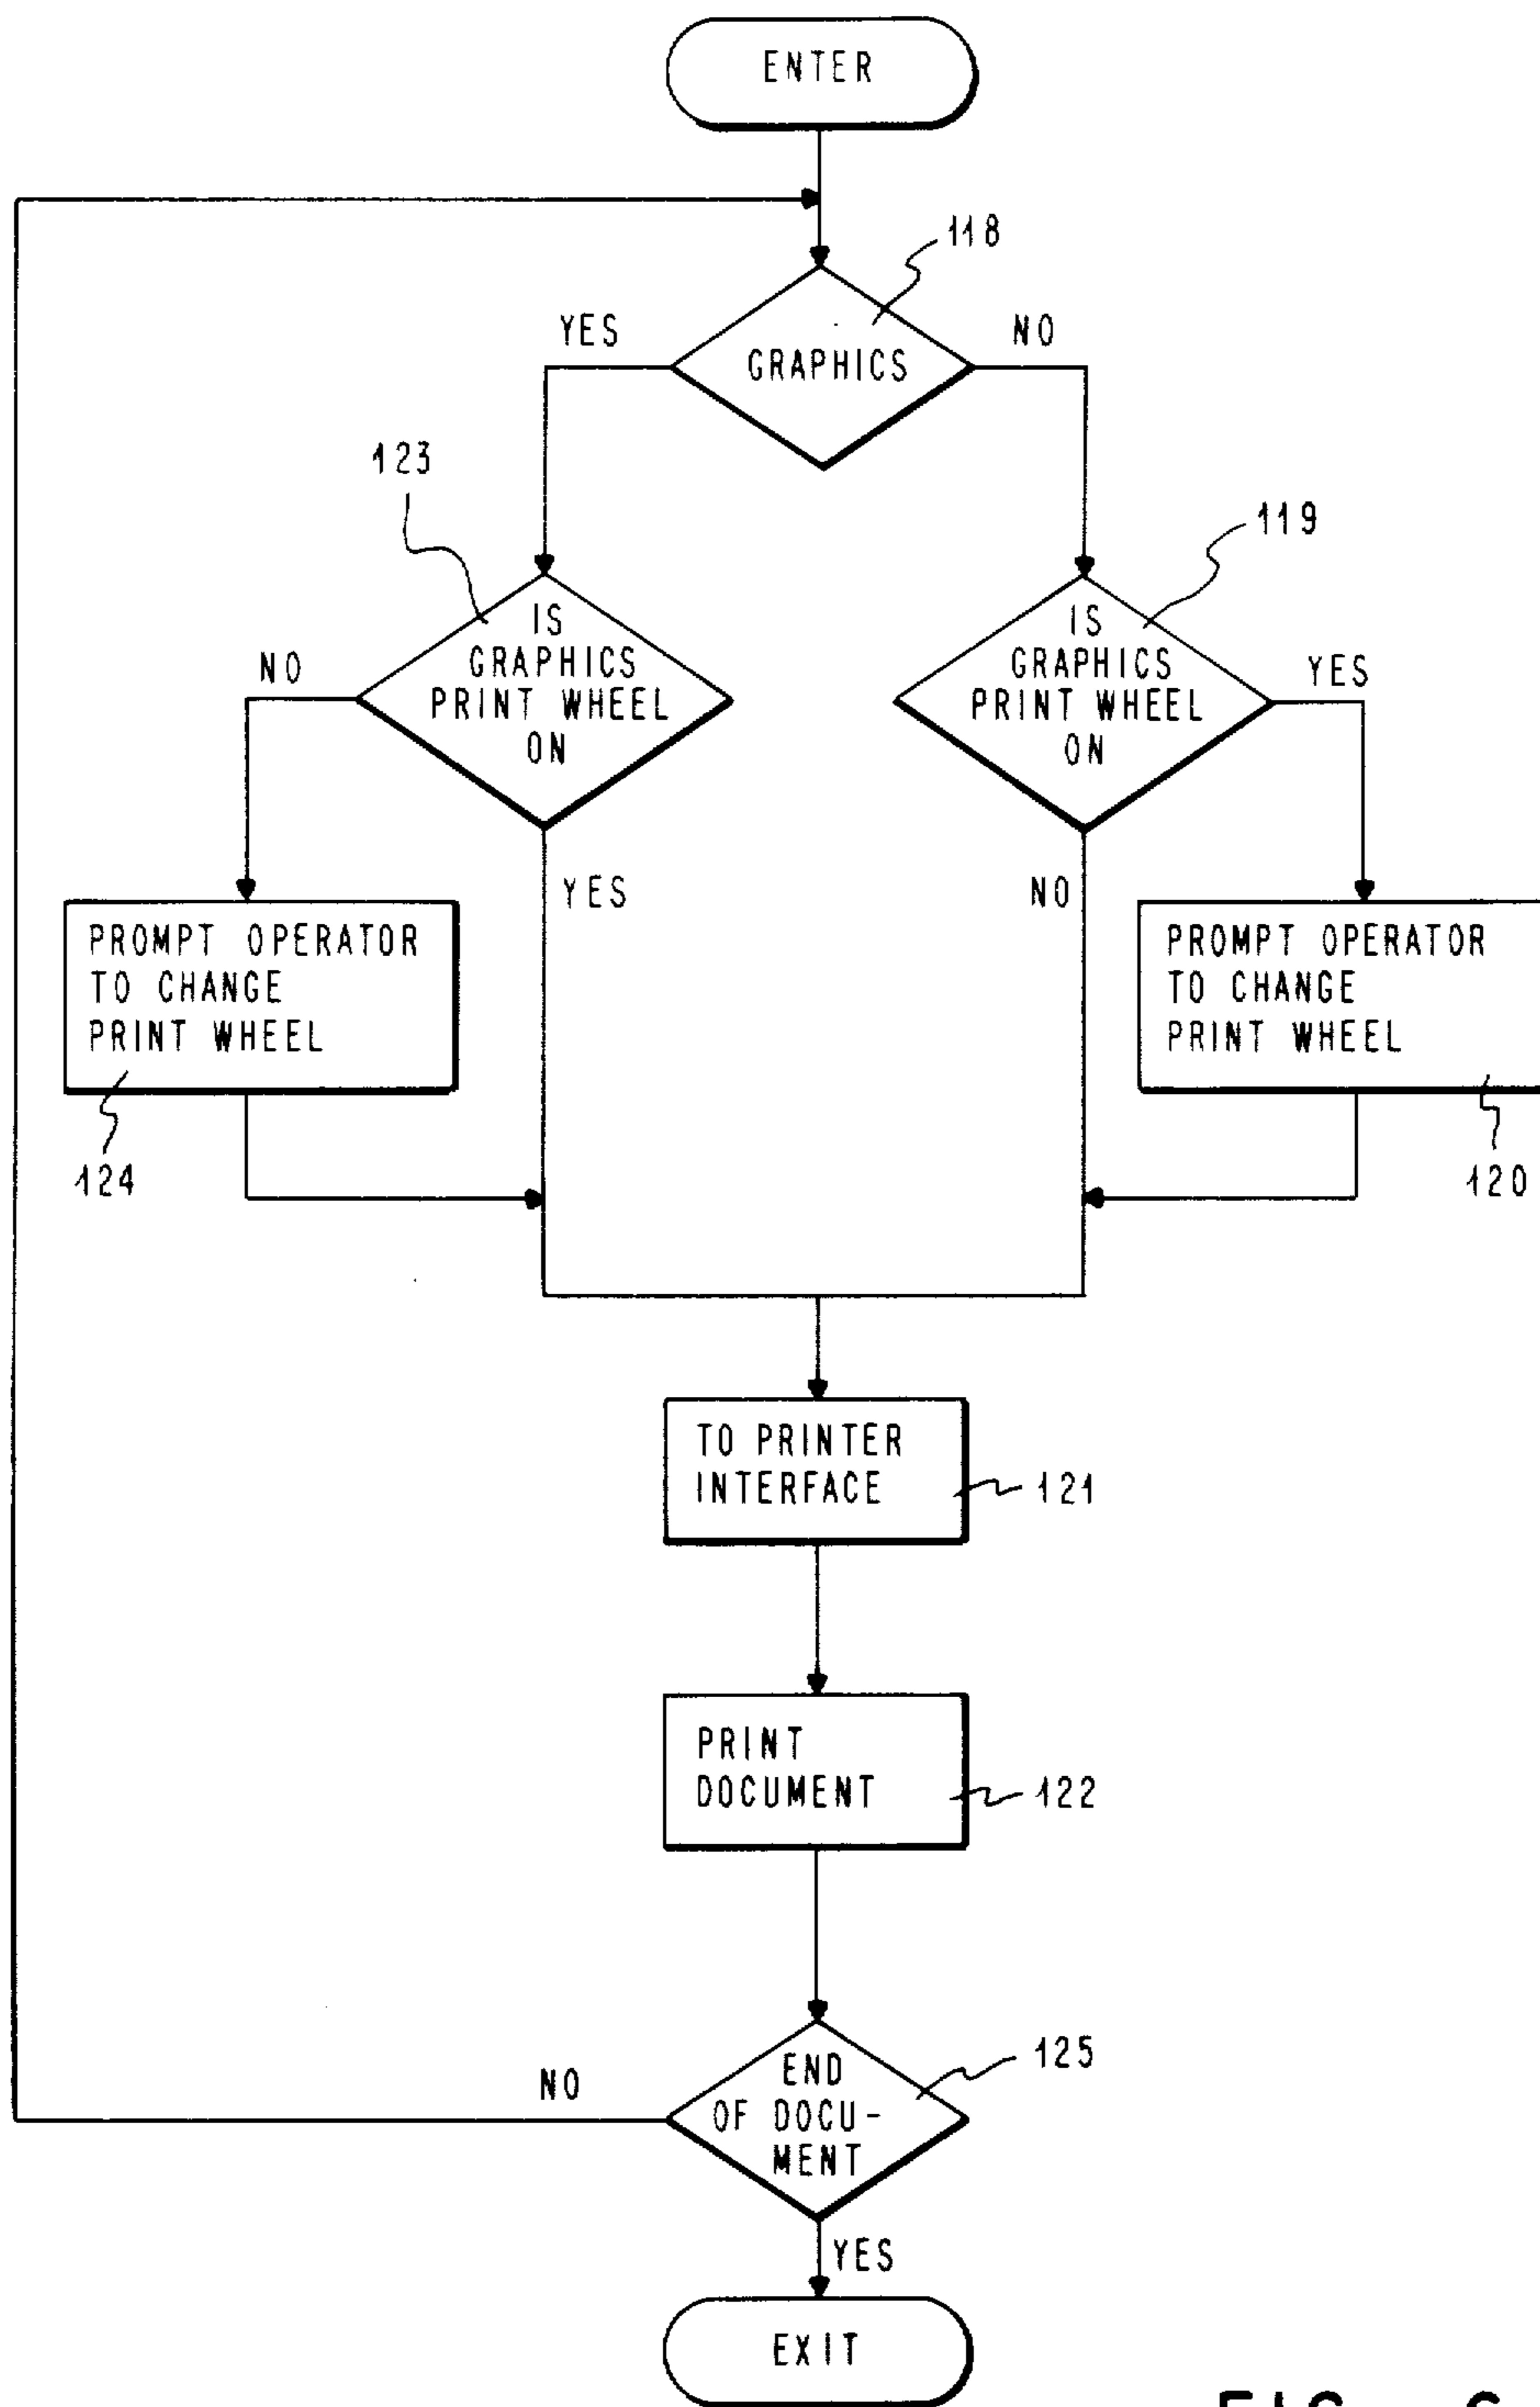 ENTER
118
YES
GRAPHICS
NO
123
119
IS
GRAPHICS
PRINT WHEEL
ON
NO
IS
GRAPHICS
PRINT WHEEL
ON
YES
YES
NO
PROMPT OPERATOR
TO CHANGE
PRINT WHEEL
124
PROMPT OPERATOR
TO CHANGE
PRINT WHEEL
120
TO PRINTER
INTERFACE
121
PRINT
DOCUMENT
122
NO
END
OF DOCU-
MENT
125
YES
EXIT